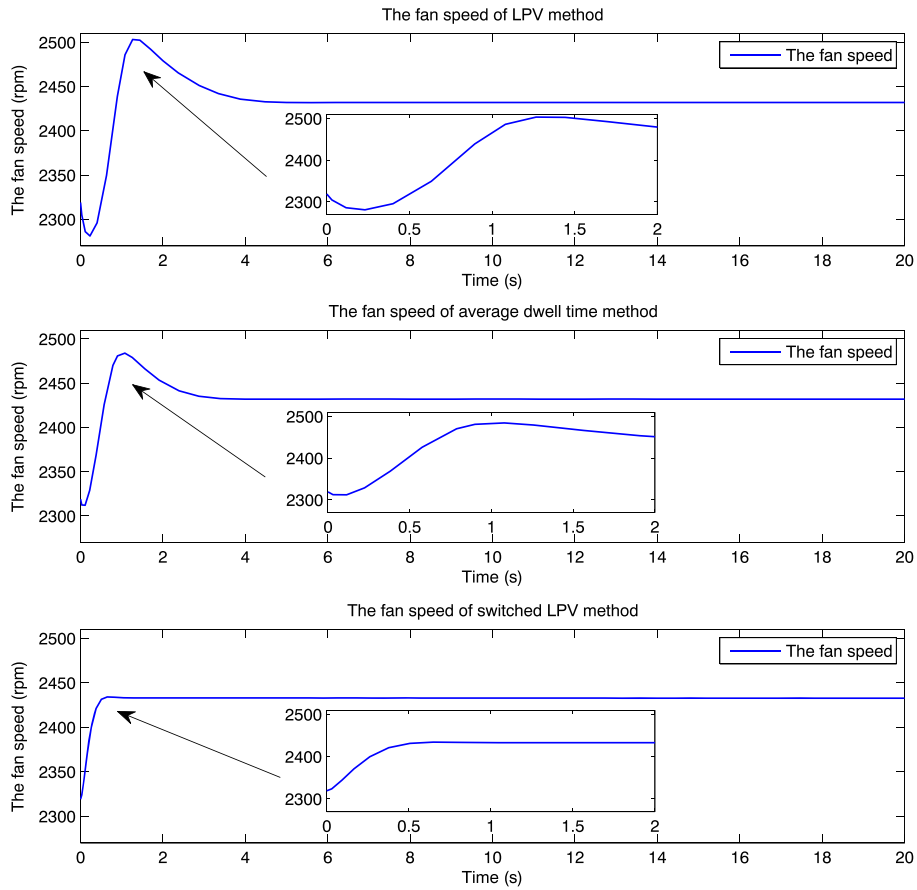 The fan speed of LPV method
The fan speed (rpm)
2500
2450
2400
2350
2300
The fan speed
2500
2400
2300
0 0.5 1 1.5 2
0 2 4 6 8 10 12 14 16 18 20
Time (s)
The fan speed of average dwell time method
The fan speed (rpm)
2500
2450
2400
2350
2300
The fan speed
2500
2400
2300
0 0.5 1 1.5 2
0 2 4 6 8 10 12 14 16 18 20
Time (s)
The fan speed of switched LPV method
The fan speed (rpm)
2500
2450
2400
2350
2300
The fan speed
2500
2400
2300
0 0.5 1 1.5 2
0 2 4 6 8 10 12 14 16 18 20
Time (s)